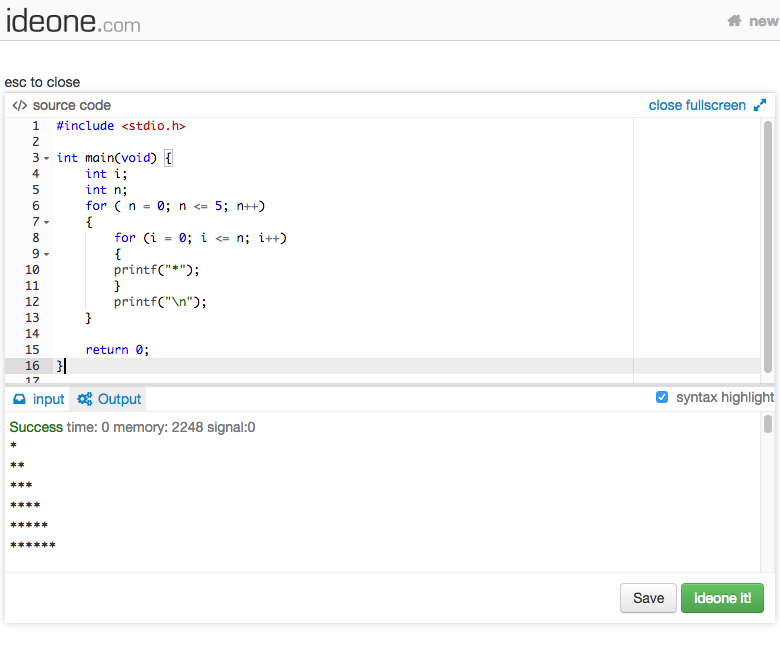 ideone.com
new
esc to close
</> source code
close fullscreen
1 #include <stdio.h>
2
3 int main(void) {
4     int i;
5     int n;
6     for ( n = 0; n <= 5; n++)
7     {
8         for (i = 0; i <= n; i++)
9         {
10         printf("*");
11         }
12         printf("\n");
13     }
14
15     return 0;
16 }
17
input
Output
syntax highlight
Success time: 0 memory: 2248 signal:0
*
**
***
****
*****
******
Save
ideone it!